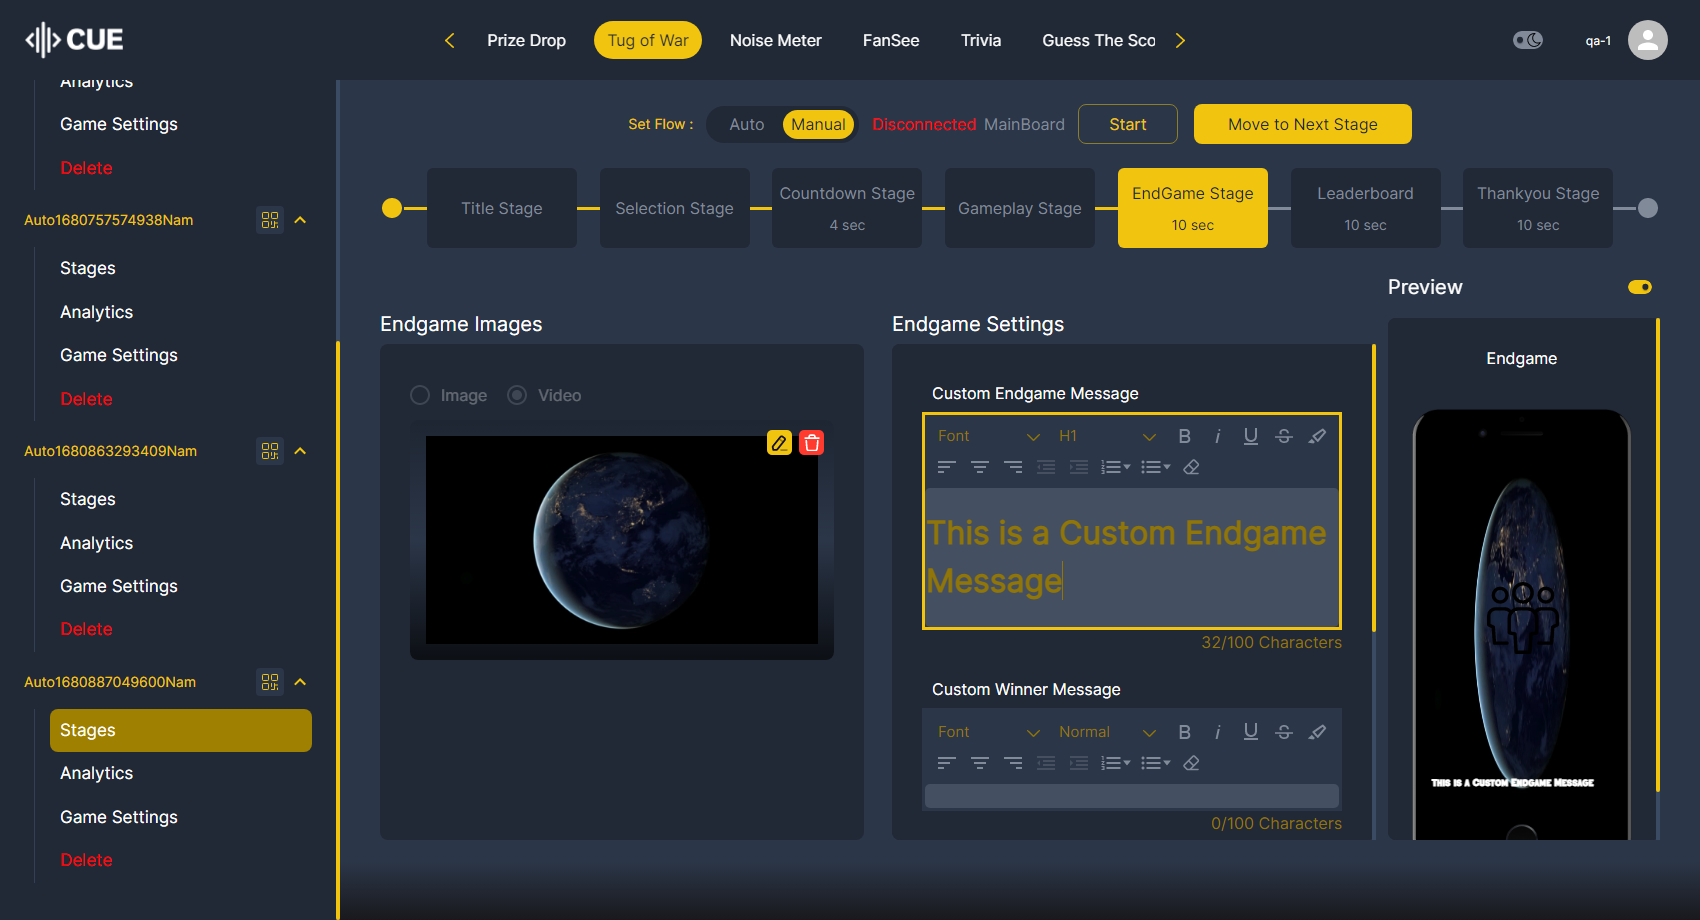 CUE
Prize Drop
Tug of War
Noise Meter
FanSee
Trivia
Guess The Sco
qa-1
Analytics
Game Settings
Delete
Auto1680757574938Nam
Stages
Analytics
Game Settings
Delete
Auto1680863293409Nam
Stages
Analytics
Game Settings
Delete
Auto1680887049600Nam
Stages
Analytics
Game Settings
Delete
Set Flow :
Auto
Manual
Disconnected MainBoard
Start
Move to Next Stage
Title Stage
Selection Stage
Countdown Stage
4 sec
Gameplay Stage
EndGame Stage
10 sec
Leaderboard
10 sec
Thankyou Stage
10 sec
Endgame Images
Image
Video
Endgame Settings
Custom Endgame Message
Font
H1
This is a Custom Endgame
Message
32/100 Characters
Custom Winner Message
Font
Normal
0/100 Characters
Preview
Endgame
This is a Custom Endgame Message